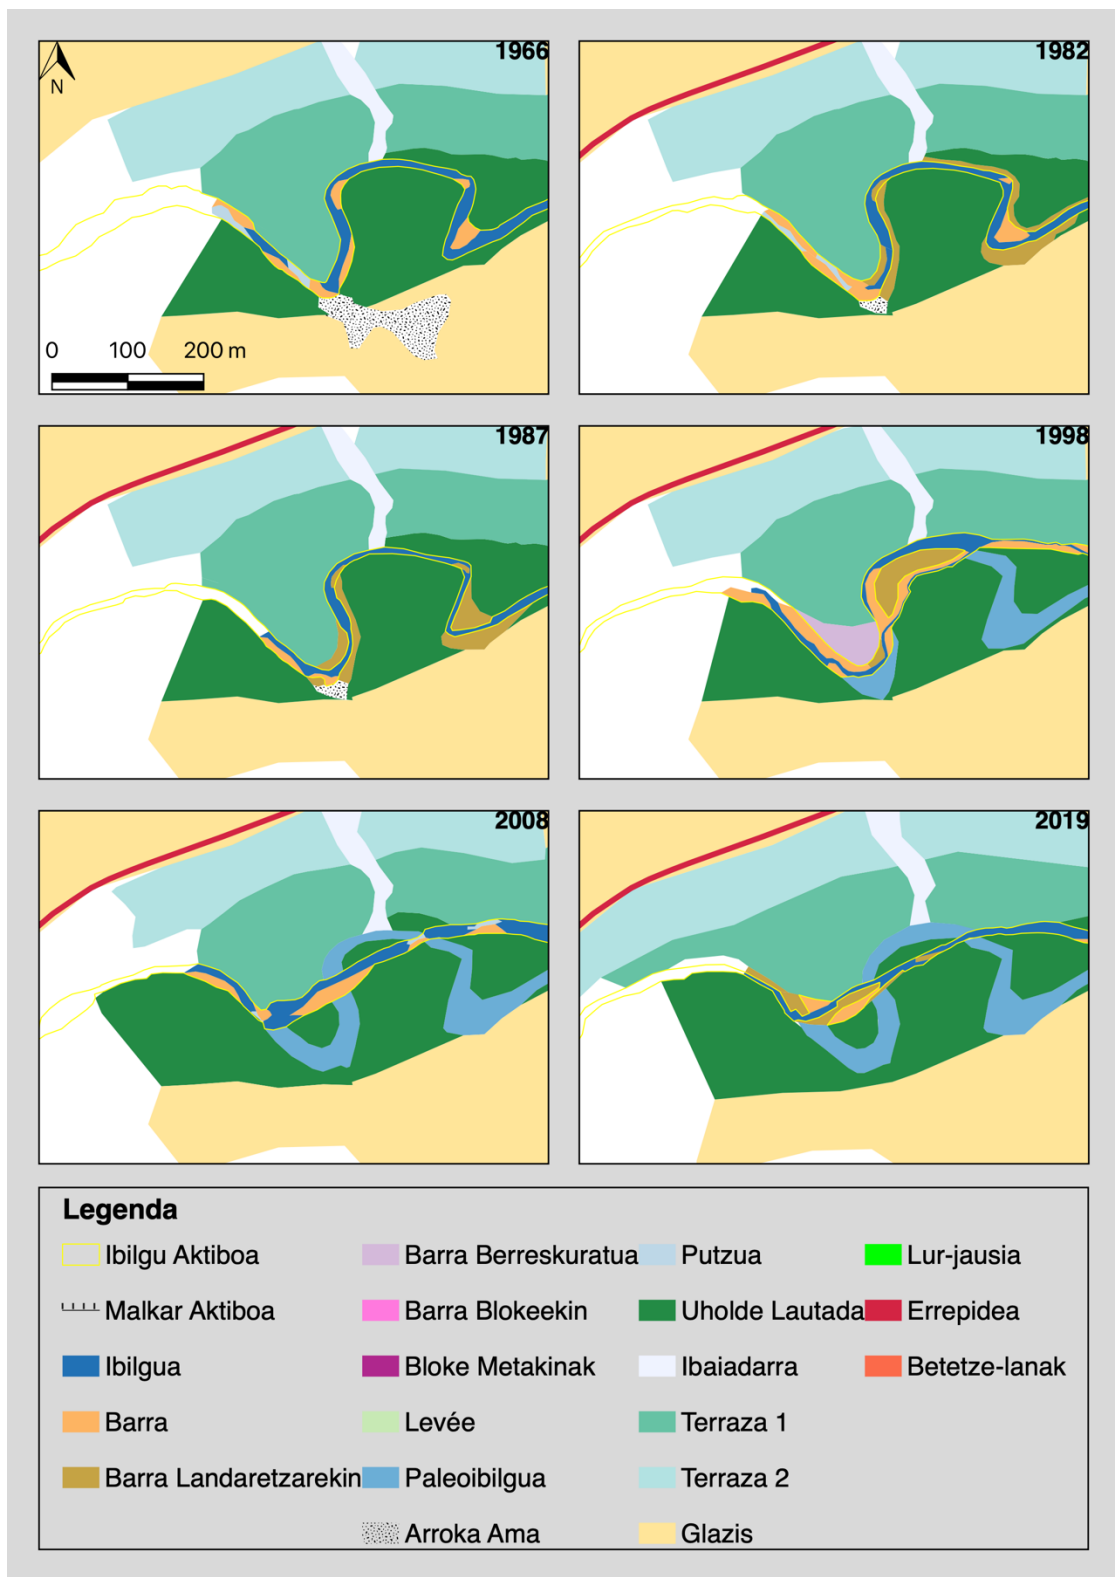 1966
1982
N
0 100 200 m
1987
1998
2008
2019
Legenda
Ibilgu Aktiboa
Malkar Aktiboa
Ibilgua
Barra
Barra Landaretzarekin
Barra Berreskuratua
Barra Blokeekin
Bloke Metakinak
Levée
Paleoibilgua
Arroka Ama
Putzua
Uholde Lautada
Ibaiadarra
Terraza 1
Terraza 2
Glazis
Lur-jausia
Errepidea
Betetze-lanak